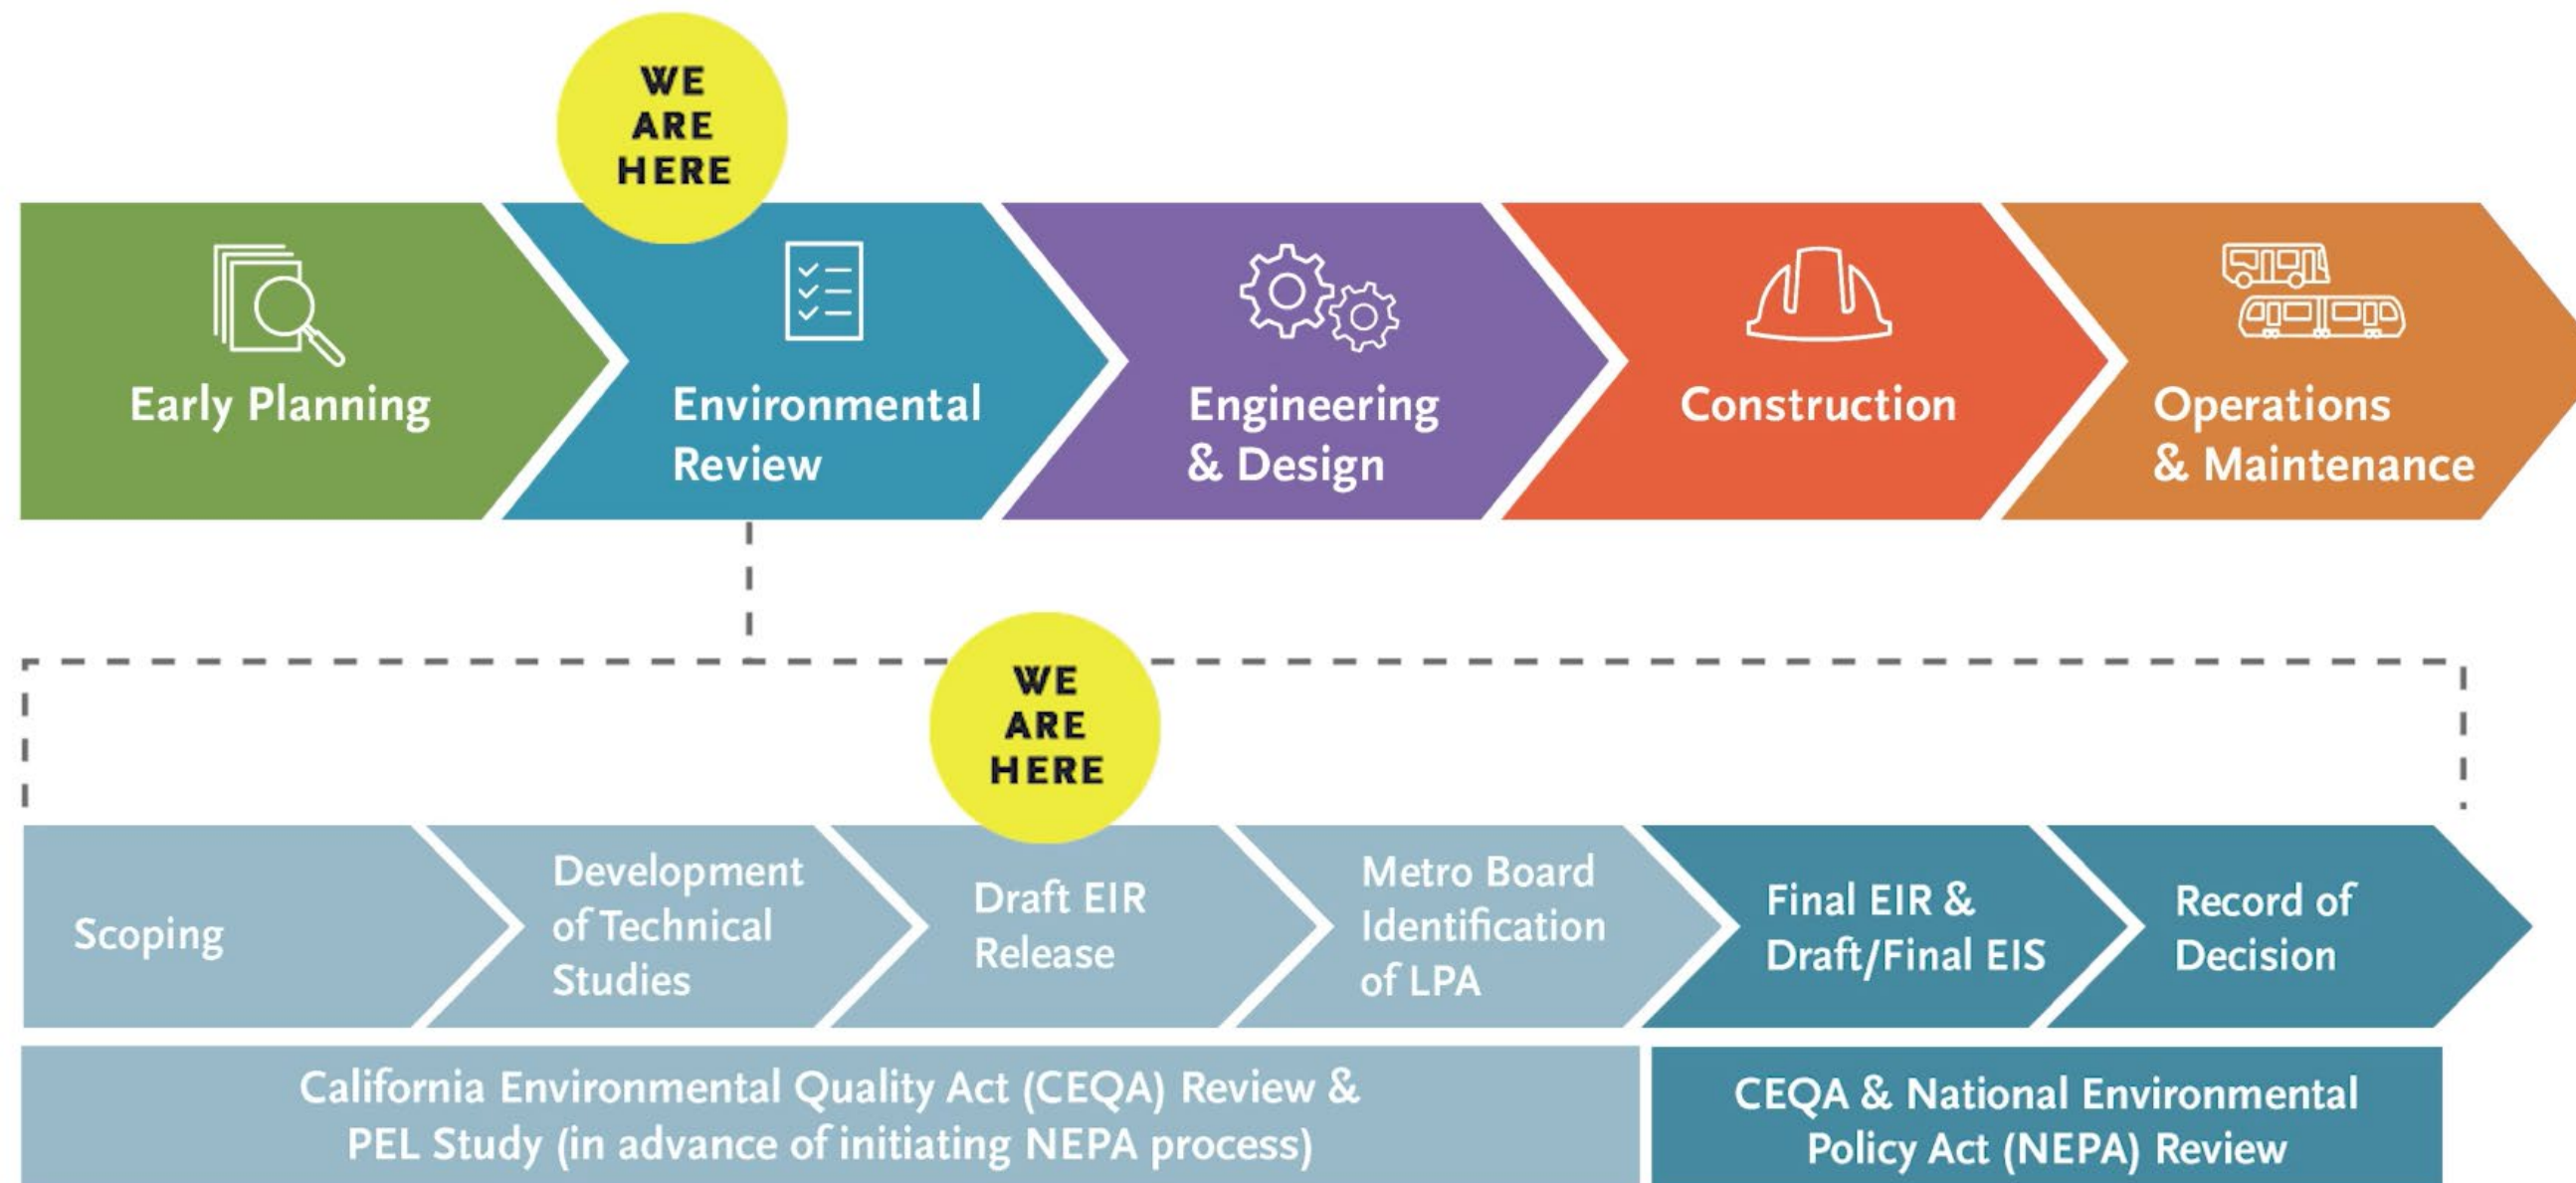 WE
ARE
HERE
Early Planning
Environmental
Review
Engineering
& Design
Construction
Operations
& Maintenance
WE
ARE
HERE
Scoping
Development
of Technical
Studies
Draft EIR
Release
Metro Board
Identification
of LPA
Final EIR &
Draft/Final EIS
Record of
Decision
California Environmental Quality Act (CEQA) Review &
PEL Study (in advance of initiating NEPA process)
CEQA & National Environmental
Policy Act (NEPA) Review